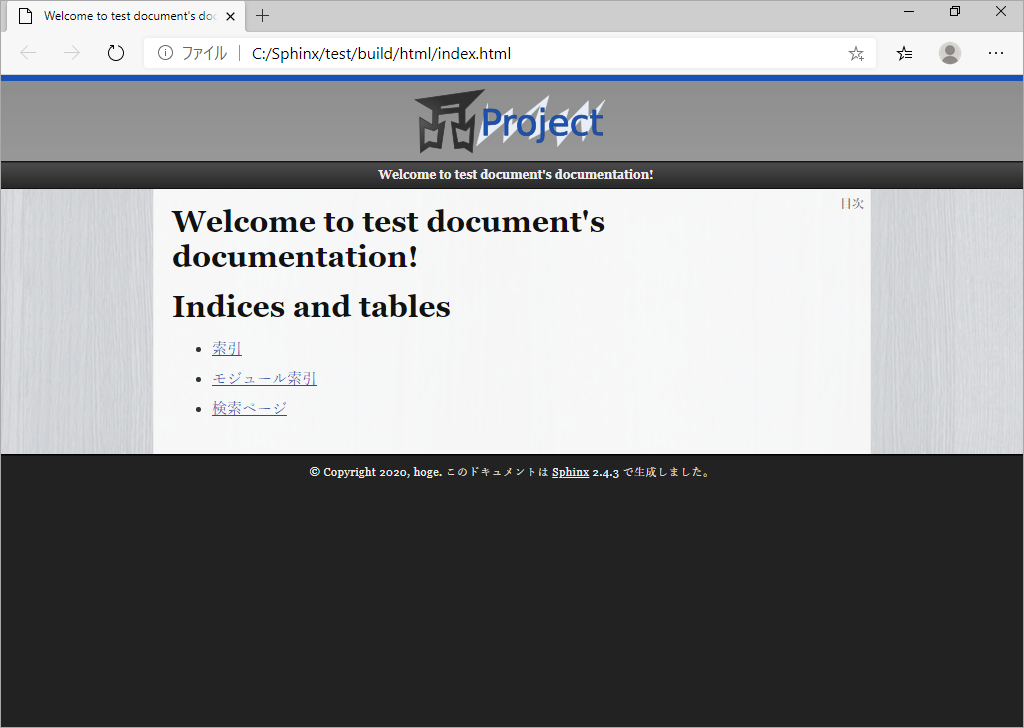 Welcome to test document's doc
ファイル
C:/Sphinx/test/build/html/index.html
Project
Welcome to test document's documentation!
目次
Welcome to test document's
documentation!
Indices and tables
索引
モジュール索引
検索ページ
© Copyright 2020, hoge. このドキュメントは Sphinx 2.4.3 で生成しました。